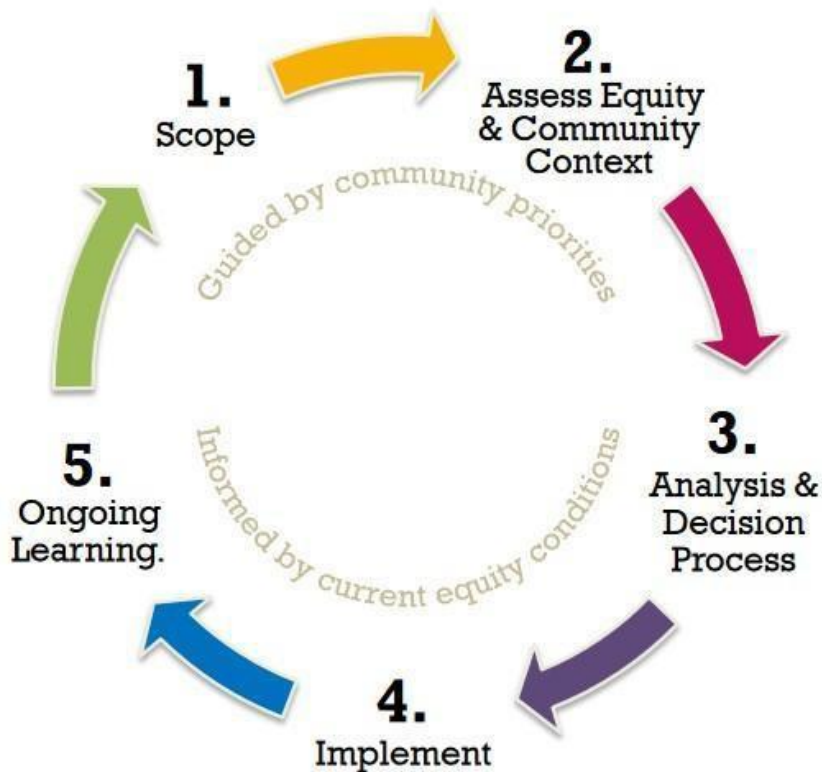 1.
Scope
2.
Assess Equity
& Community
Context
Guided by community priorities
3.
Analysis &
Decision
Process
4.
Implement
5.
Ongoing
Learning.
Informed by current equity conditions